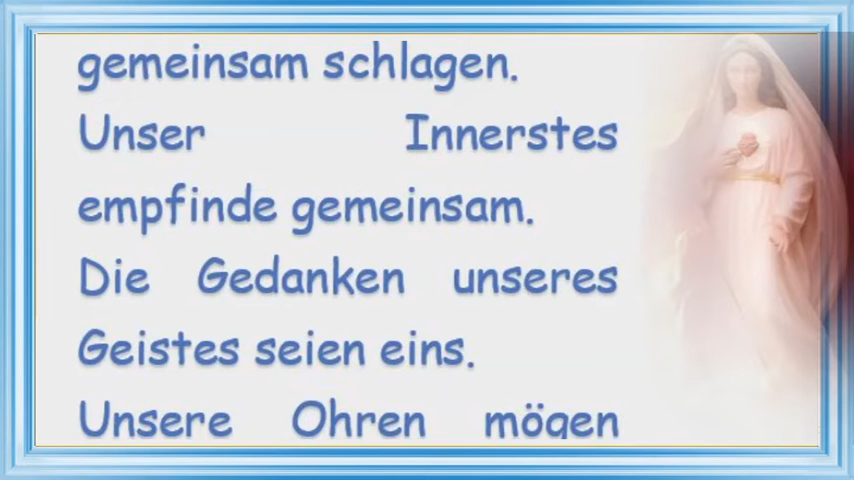 gemeinsam schlagen.
Unser Innerstes
empfinde gemeinsam.
Die Gedanken unseres
Geistes seien eins.
Unsere Ohren mögen